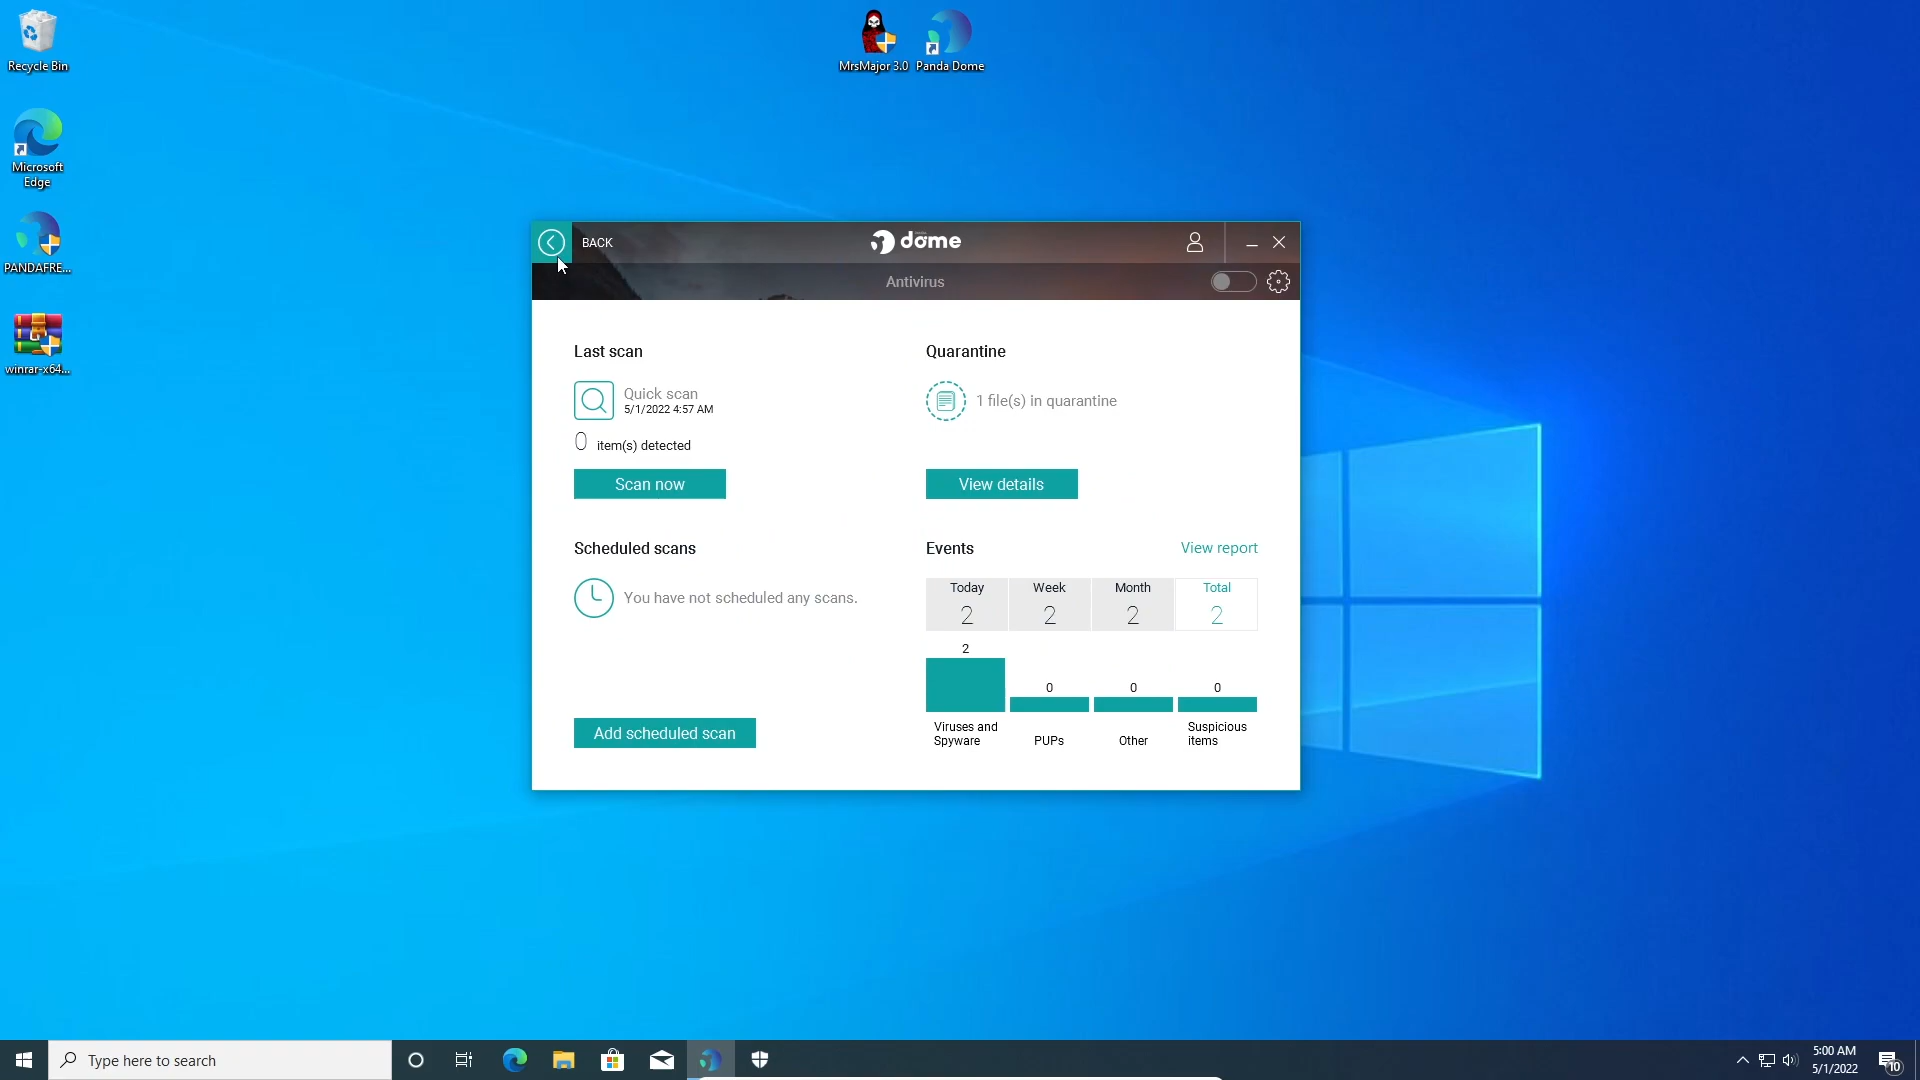 Recycle Bin
MrsMajor 3.0
Panda Dome
Microsoft
Edge
PANDAFRE...
winrar-x64...
BACK
dome
Antivirus
Last scan
Quick scan
5/1/2022 4:57 AM
0 item(s) detected
Scan now
Quarantine
1 file(s) in quarantine
View details
Scheduled scans
You have not scheduled any scans.
Add scheduled scan
Events
View report
Today Week Month Total
2 2 2 2
2 0 0 0
Viruses and
Spyware
PUPs
Other
Suspicious
items
Type here to search
5:00 AM
5/1/2022
10